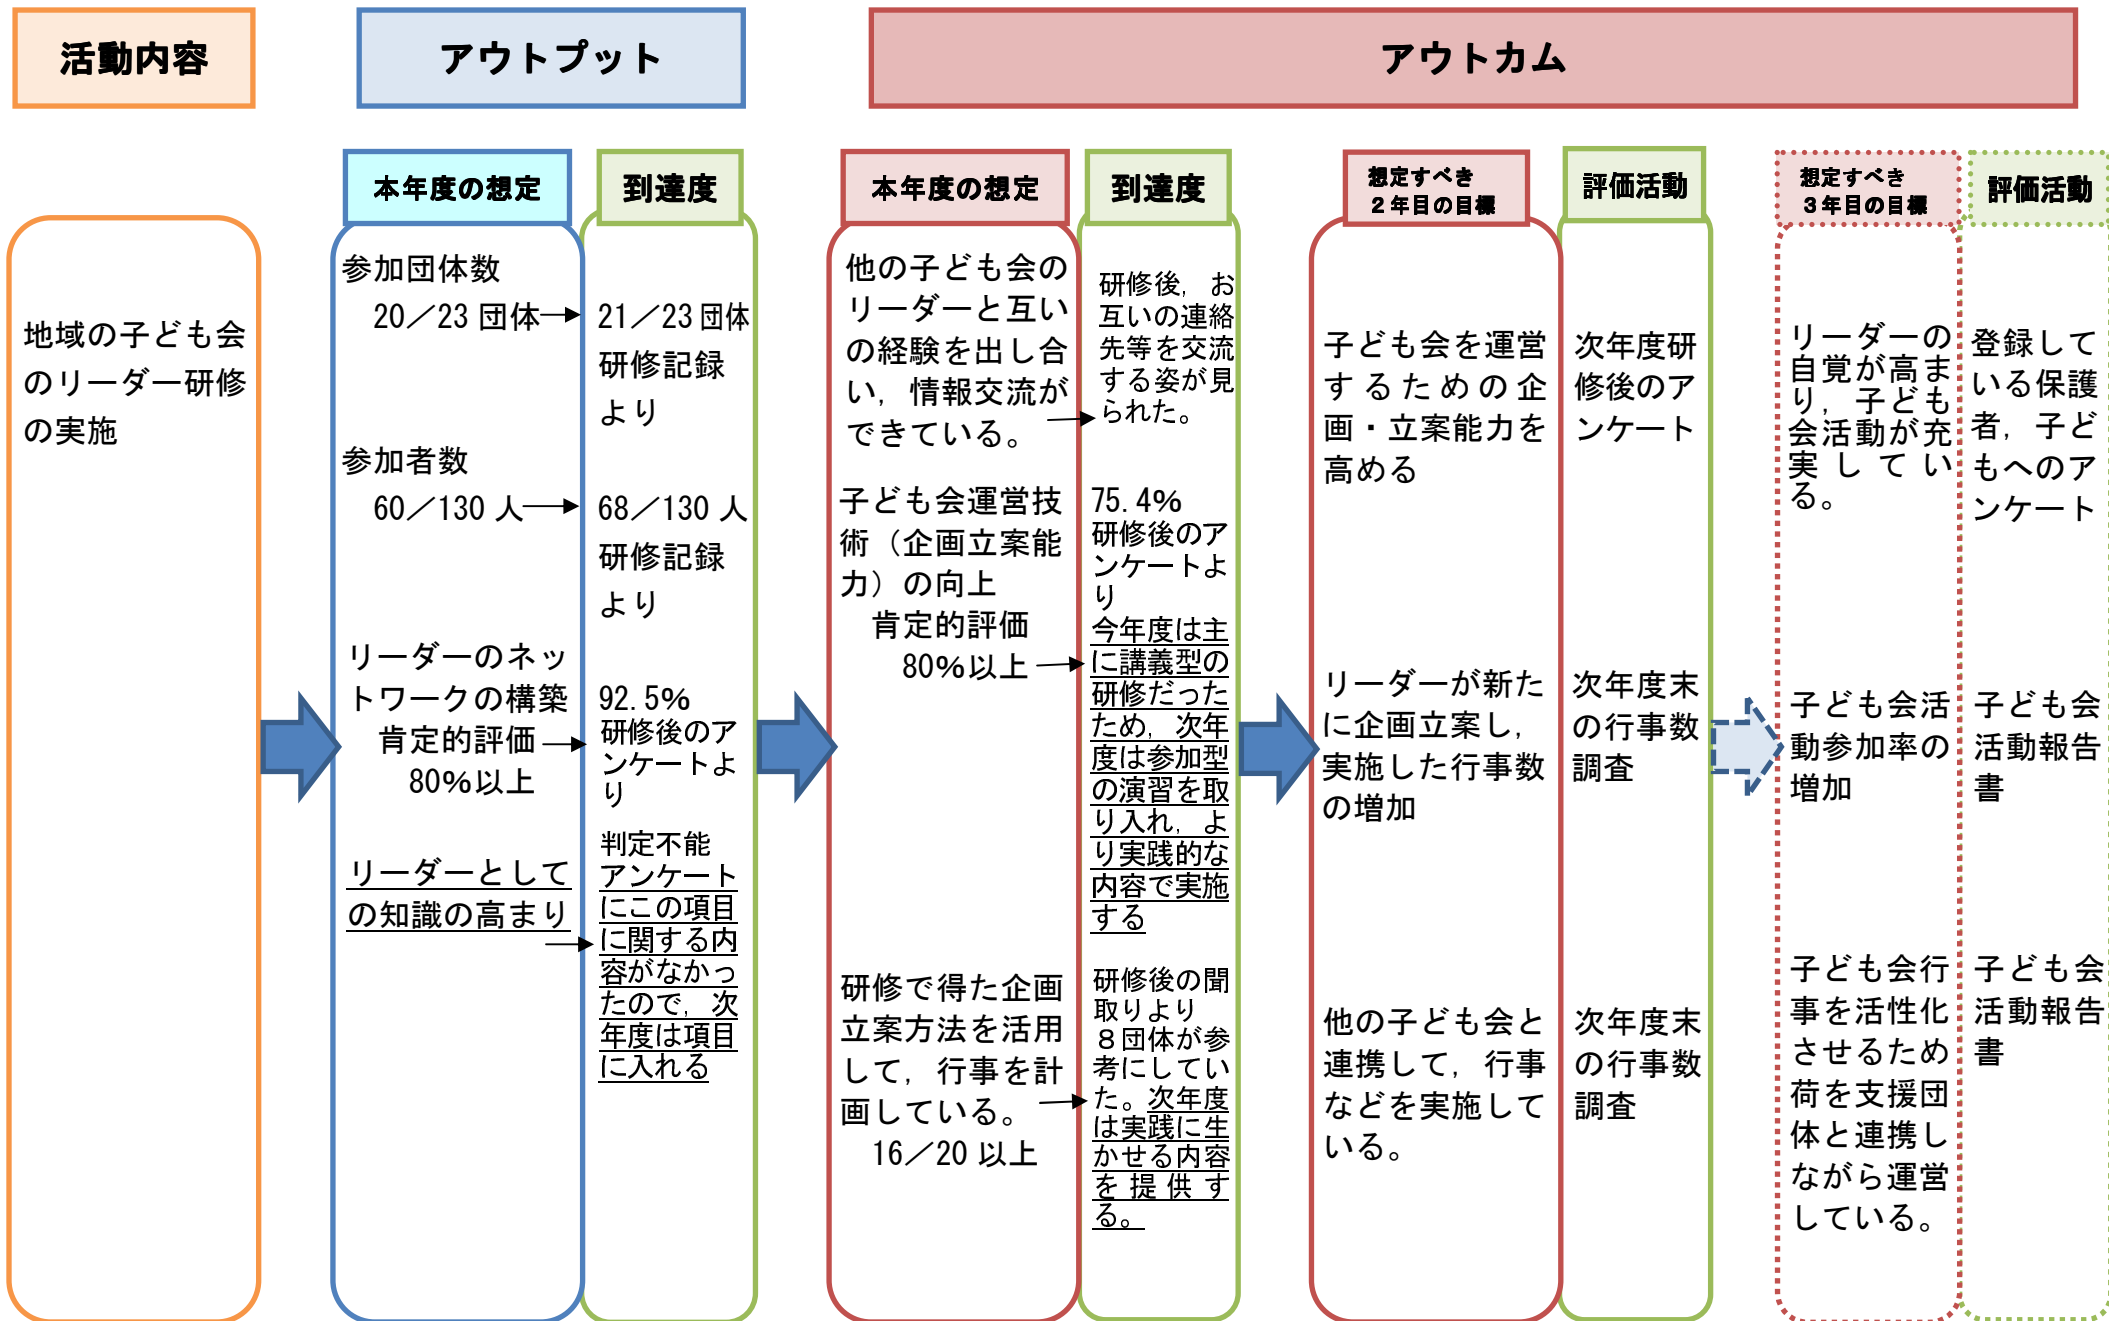 活動内容
アウトプット
アウトカム
本年度の想定
到達度
本年度の想定
到達度
想定すべき
２年目の目標
評価活動
想定すべき
３年目の目標
評価活動
地域の子ども会
のリーダー研修
の実施
参加団体数
20／23 団体
参加者数
60／130 人
リーダーのネッ
トワークの構築
肯定的評価
80%以上
リーダーとして
の知識の高まり
21／23 団体
研修記録
より
68／130 人
研修記録
より
92.5%
研修後のア
ンケートよ
り
判定不能
アンケート
にこの項目
に関する内
容がなかっ
たので，次
年度は項目
に入れる
他の子ども会の
リーダーと互い
の経験を出し合
い，情報交流が
できている。
子ども会運営技
術（企画立案能
力）の向上
肯定的評価
80%以上
研修で得た企画
立案方法を活用
して，行事を計
画している。
16／20 以上
研修後，お
互いの連絡
先等を交流
する姿が見
られた。
75.4%
研修後のア
ンケートよ
り
今年度は主
に講義型の
研修だった
ため，次年
度は参加型
の演習を取
り入れ，よ
り実践的な
内容で実施
する
研修後の聞
取りより
８団体が参
考にしてい
た。次年度
は実践に生
かせる内容
を提供す
る。
子ども会を運営
するための企
画・立案能力を
高める
リーダーが新た
に企画立案し，
実施した行事数
の増加
他の子ども会と
連携して，行事
などを実施して
いる。
次年度研
修後のア
ンケート
次年度末
の行事数
調査
次年度末
の行事数
調査
リーダーの
自覚が高ま
り，子ども
会活動が充
実してい
る。
子ども会活
動参加率の
増加
子ども会行
事を活性化
させるため
荷を支援団
体と連携し
ながら運営
している。
登録して
いる保護
者，子ど
もへのア
ンケート
子ども会
活動報告
書
子ども会
活動報告
書